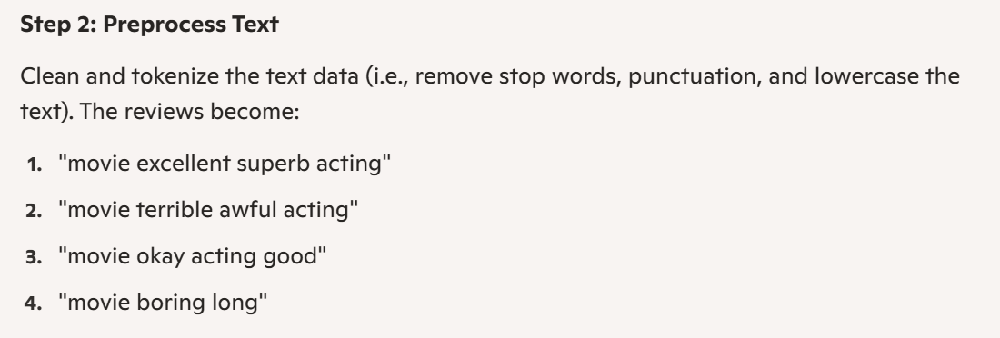 Step 2: Preprocess Text
Clean and tokenize the text data (i.e., remove stop words, punctuation, and lowercase the
text). The reviews become:
1. "movie excellent superb acting"
2. "movie terrible awful acting"
3. "movie okay acting good"
4. "movie boring long"